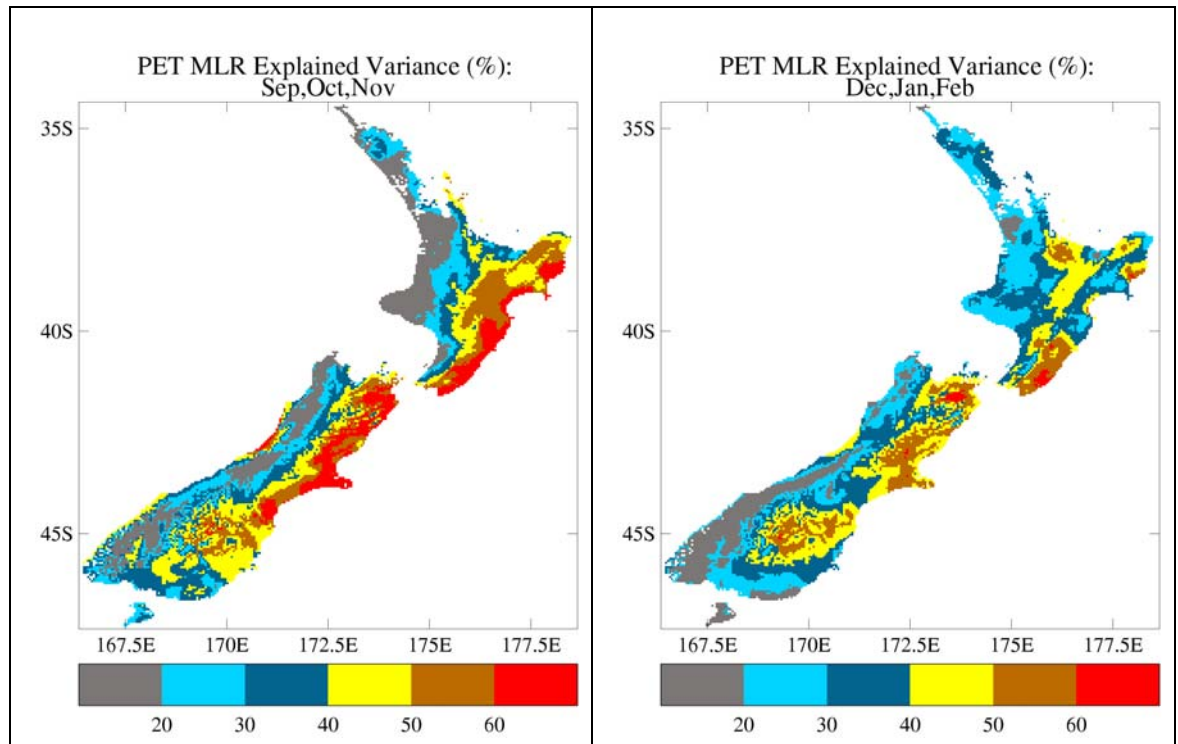 PET MLR Explained Variance (%):
Sep,Oct,Nov
35S
40S
45S
167.5E 170E 172.5E 175E 177.5E
20 30 40 50 60
PET MLR Explained Variance (%):
Dec,Jan,Feb
35S
40S
45S
167.5E 170E 172.5E 175E 177.5E
20 30 40 50 60